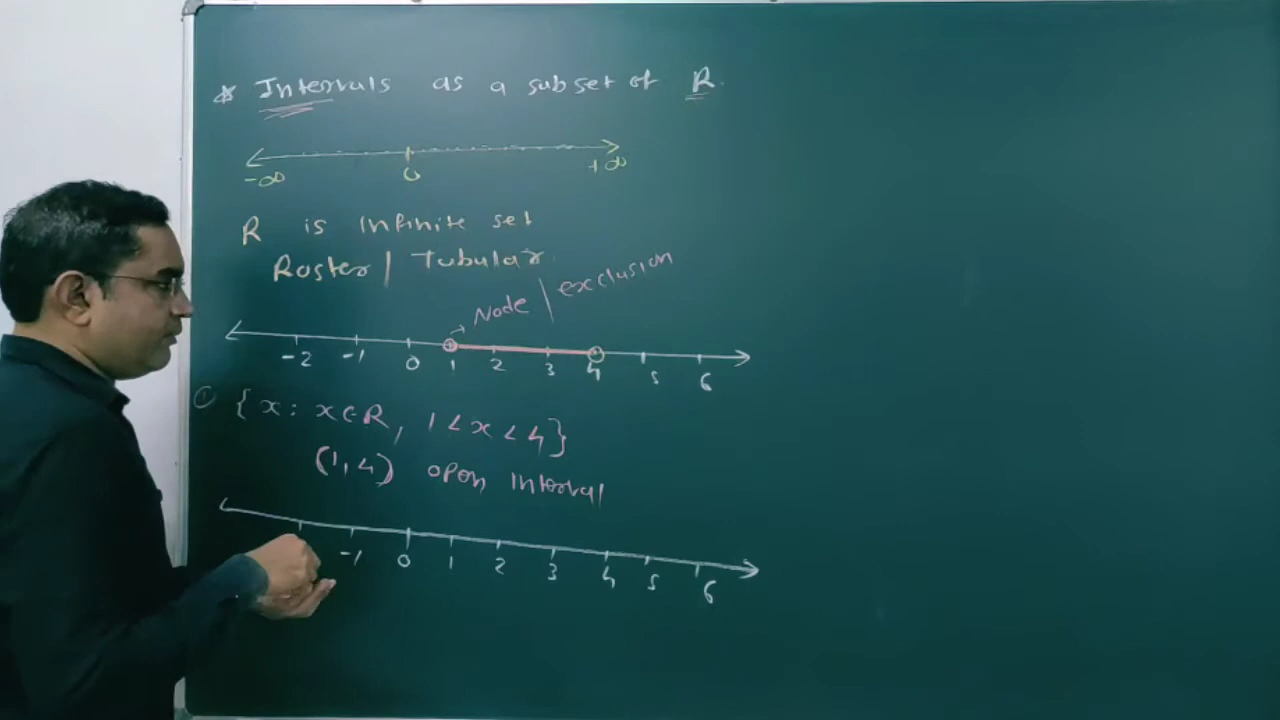 * Intervals as a subset of R.
-∞ 0 +∞
R is Infinite set
Roster/ Tubular
Node / exclusion
-2 -1 0 1 2 3 4 5 6
① { x : x ∈ R, 1 < x < 4 }
(1, 4) open Interval
-1 0 1 2 3 4 5 6